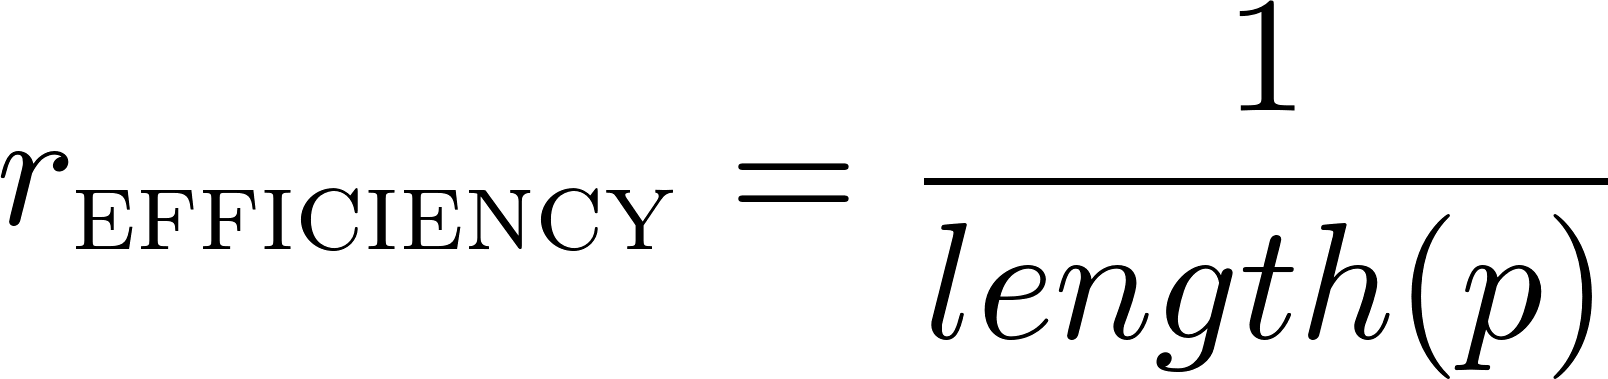 r_EFFICIENCY = 1 / length(p)